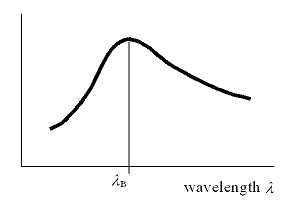 λB
wavelength λ